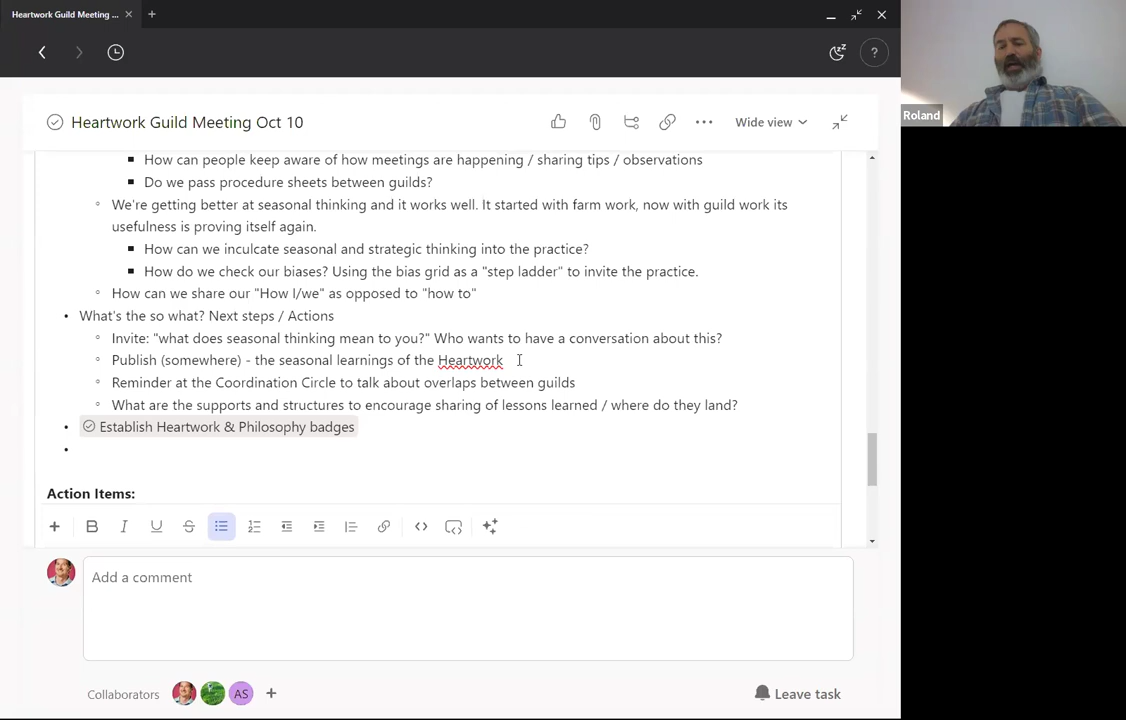 Heartwork Guild Meeting ...
Heartwork Guild Meeting Oct 10
Wide view
How can people keep aware of how meetings are happening / sharing tips / observations
Do we pass procedure sheets between guilds?
We're getting better at seasonal thinking and it works well. It started with farm work, now with guild work its
usefulness is proving itself again.
How can we inculcate seasonal and strategic thinking into the practice?
How do we check our biases? Using the bias grid as a "step ladder" to invite the practice.
How can we share our "How I/we" as opposed to "how to"
What's the so what? Next steps / Actions
Invite: "what does seasonal thinking mean to you?" Who wants to have a conversation about this?
Publish (somewhere) - the seasonal learnings of the Heartwork
Reminder at the Coordination Circle to talk about overlaps between guilds
What are the supports and structures to encourage sharing of lessons learned / where do they land?
Establish Heartwork & Philosophy badges
Action Items:
B I U S
Add a comment
Collaborators AS
Leave task
Roland